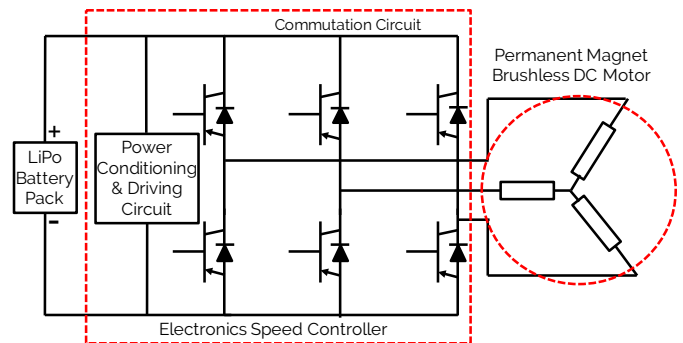 Commutation Circuit
Permanent Magnet
Brushless DC Motor
+
LiPo
Battery
Pack
-
Power
Conditioning
& Driving
Circuit
Electronics Speed Controller